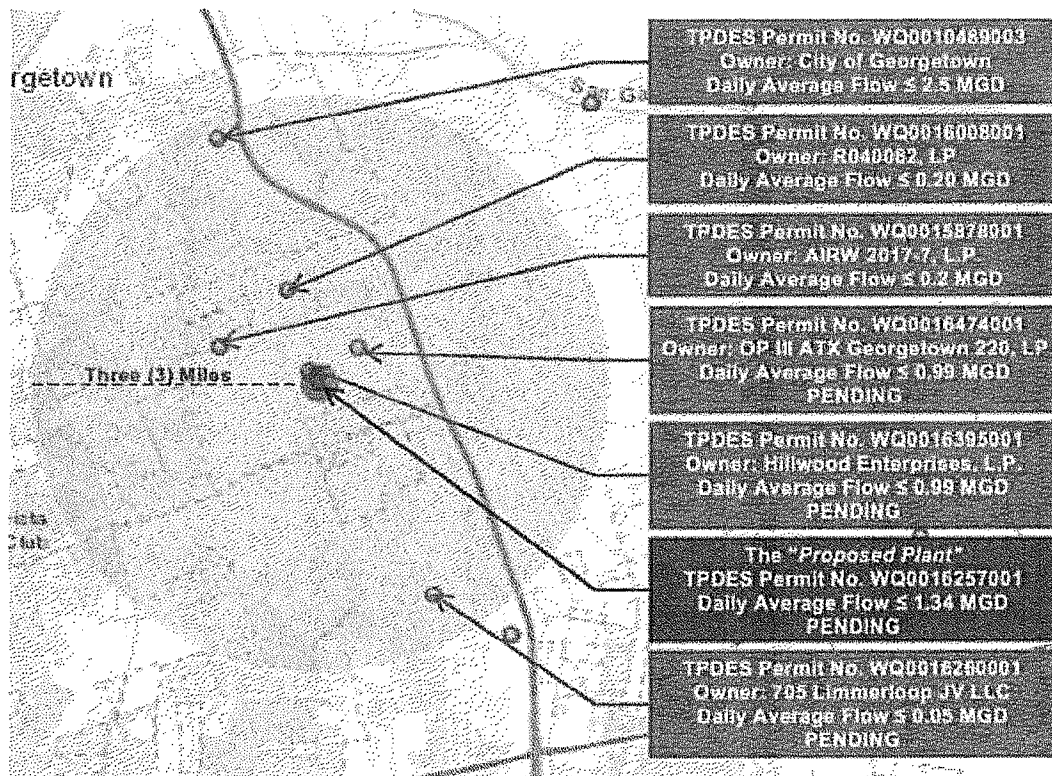 rgetown
Three (3) Miles
Club
TPDES Permit No. WQ0010489003
Owner: City of Georgetown
Daily Average Flow ≤ 2.5 MGD
TPDES Permit No. WQ0016008001
Owner: R040062, LP
Daily Average Flow ≤ 0.20 MGD
TPDES Permit No. WQ0015878001
Owner: AIRW 2017-7, L.P.
Daily Average Flow ≤ 0.2 MGD
TPDES Permit No. WQ0016474001
Owner: OP III ATX Georgetown 220, LP
Daily Average Flow ≤ 0.99 MGD
PENDING
TPDES Permit No. WQ0016395001
Owner: Hillwood Enterprises, L.P.
Daily Average Flow ≤ 0.99 MGD
PENDING
The "Proposed Plant"
TPDES Permit No. WQ0016257001
Daily Average Flow ≤ 1.34 MGD
PENDING
TPDES Permit No. WQ0016260001
Owner: 705 Limmerloop JV LLC
Daily Average Flow ≤ 0.05 MGD
PENDING